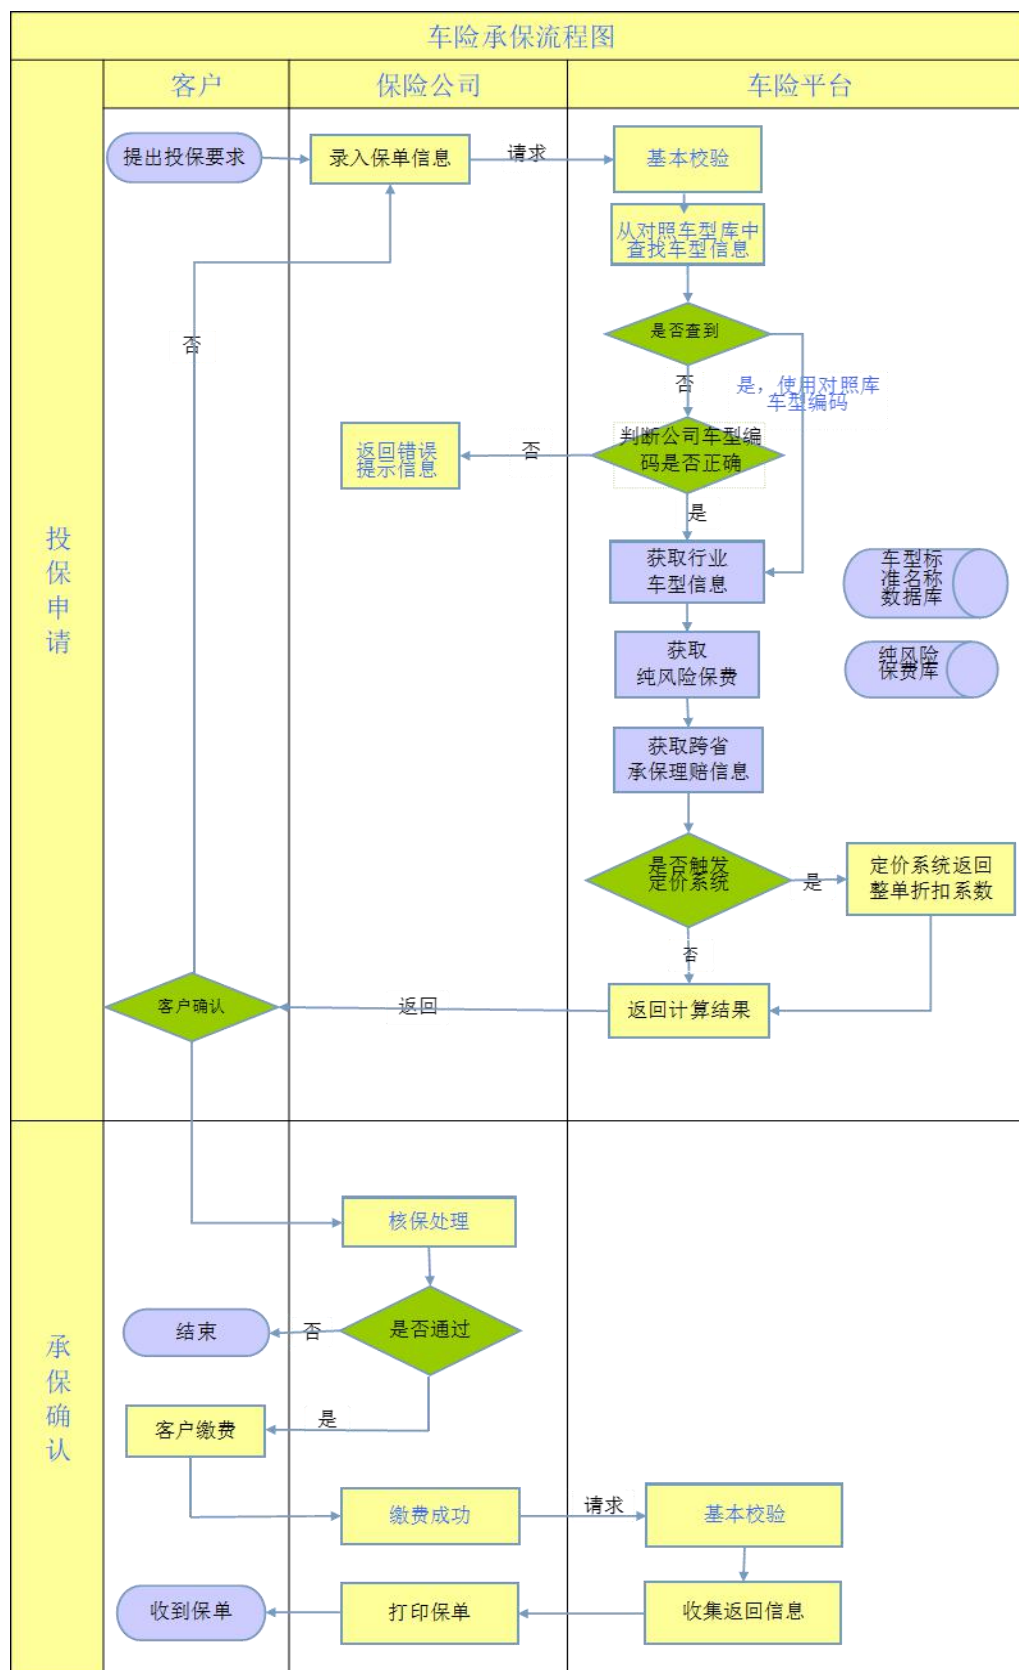 车险承保流程图
客户
保险公司
车险平台
投保申请
提出投保要求
录入保单信息
请求
基本校验
从对照车型库中
查找车型信息
是否查到
否
否
是，使用对照库
车型编码
判断公司车型编
码是否正确
否
返回错误
提示信息
是
获取行业
车型信息
车型标
准名称
数据库
获取
纯风险保费
纯风险
保费库
获取跨省
承保理赔信息
是否触发
定价系统
是
定价系统返回
整单折扣系数
否
客户确认
返回
返回计算结果
承保确认
核保处理
结束
否
是否通过
客户缴费
是
缴费成功
请求
基本校验
收到保单
打印保单
收集返回信息